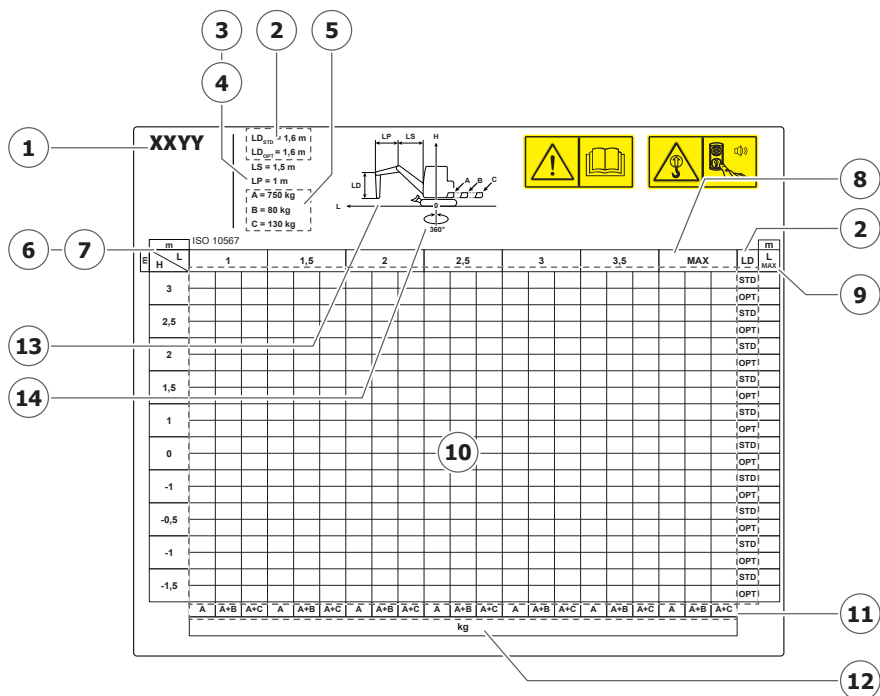 3
2
5
4
1
XXYY
LD STD = 1,6 m
LD OPT = 1,6 m
LS = 1,5 m
LP = 1 m
A = 750 kg
B = 80 kg
C = 130 kg
LP LS H
A B C
LD
L
0
360°
8
2
6 7
9
ISO 10567
m m
m H L 1 1,5 2 2,5 3 3,5 MAX LD L MAX
3 STD
OPT
2,5 STD
OPT
2 STD
OPT
1,5 STD
OPT
1 STD
OPT
0 STD
OPT
-1 STD
OPT
-0,5 STD
OPT
-1 STD
OPT
-1,5 STD
OPT
13
14
10
A A+B A+C A A+B A+C A A+B A+C A A+B A+C A A+B A+C A A+B A+C A A+B A+C
kg
11
12